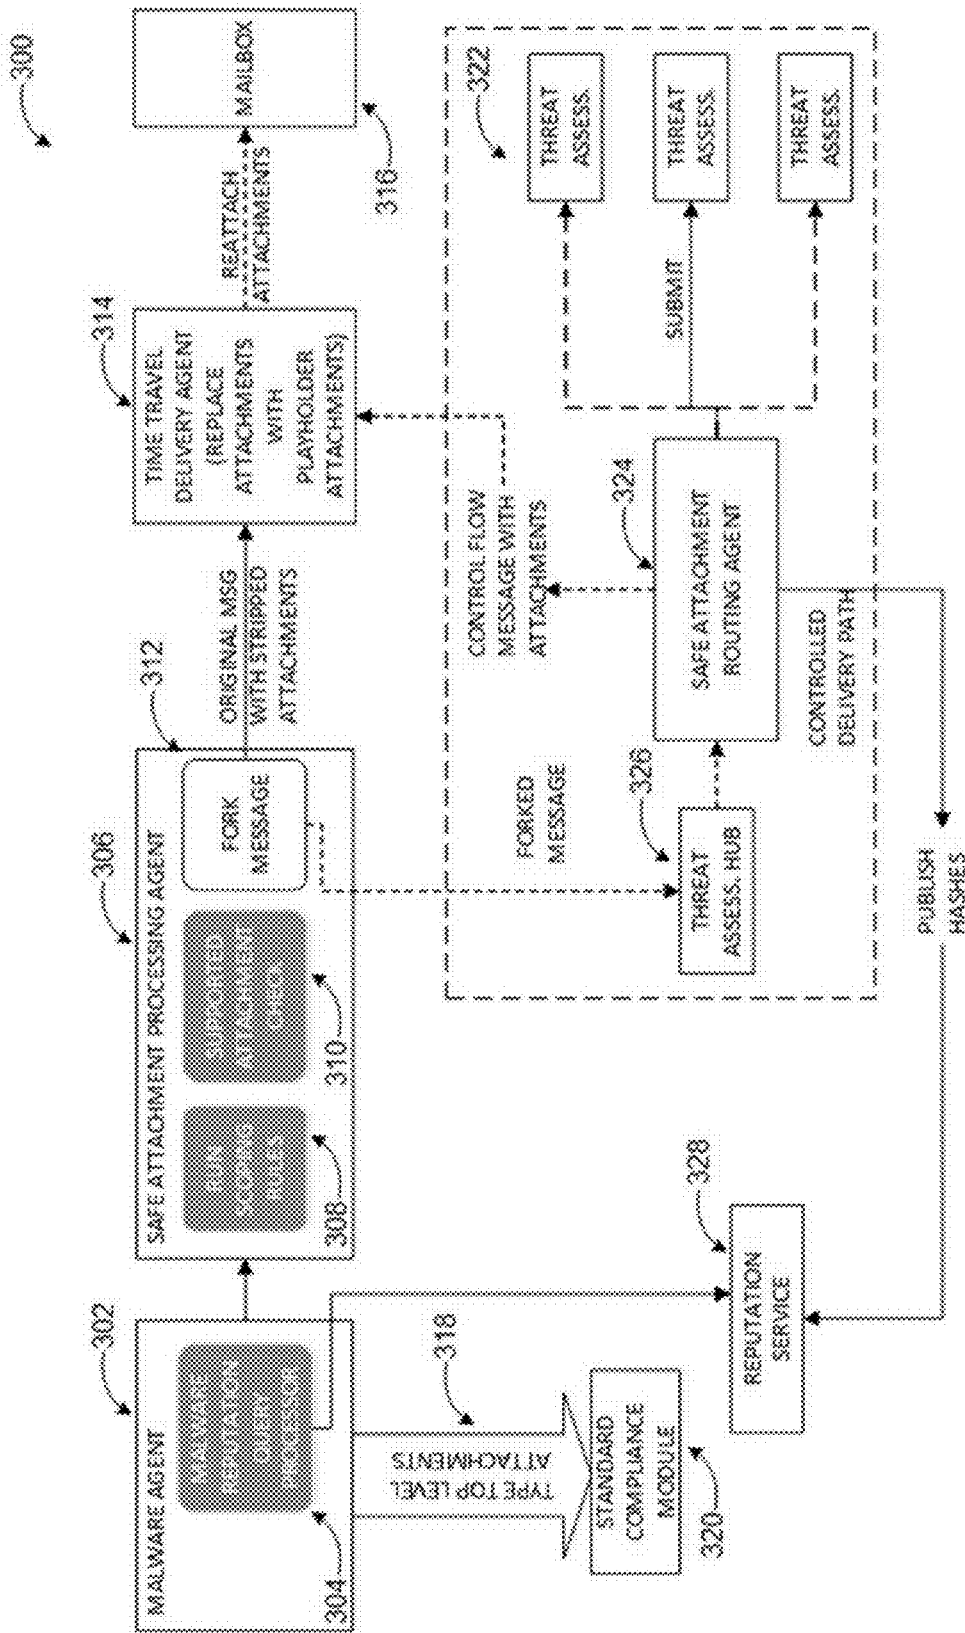 300
302
MALWARE AGENT
304
306
SAFE ATTACHMENT PROCESSING AGENT
308
SUPPORTED
ATTACHMENT
310
FORK
MESSAGE
312
ORIGINAL MSG
WITH STRIPPED
ATTACHMENTS
314
TIME TRAVEL
DELIVERY AGENT
(REPLACE
ATTACHMENTS
WITH
PLAYHOLDER
ATTACHMENTS)
REATTACH
ATTACHMENTS
MAILBOX
316
318
TYPE TOP LEVEL
ATTACHMENTS
STANDARD
COMPLIANCE
MODULE
320
328
REPUTATION
SERVICE
FORKED
MESSAGE
326
THREAT
ASSESS. HUB
CONTROL FLOW
MESSAGE WITH
ATTACHMENTS
324
SAFE ATTACHMENT
ROUTING AGENT
CONTROLLED
DELIVERY PATH
SUBMIT
322
THREAT
ASSESS.
THREAT
ASSESS.
THREAT
ASSESS.
PUBLISH
HASHES